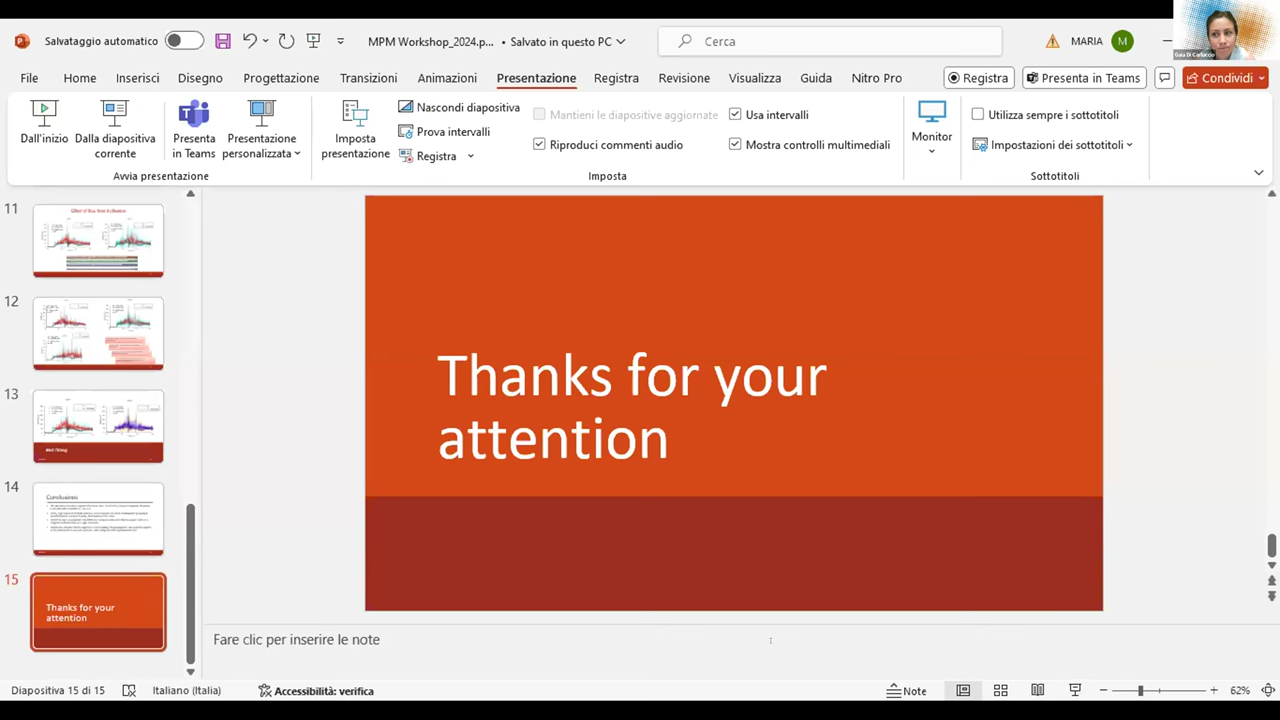 Salvataggio automatico
MPM Workshop_2024.p... • Salvato in questo PC
Cerca
MARIA
M
Gaia Di Carluccio
File Home Inserisci Disegno Progettazione Transizioni Animazioni Presentazione Registra Revisione Visualizza Guida Nitro Pro
Registra
Presenta in Teams
Condividi
Dall'inizio
Dalla diapositiva
corrente
Presenta
in Teams
Presentazione
personalizzata
Avvia presentazione
Imposta
presentazione
Nascondi diapositiva
Prova intervalli
Registra
Mantieni le diapositive aggiornate
Riproduci commenti audio
Usa intervalli
Mostra controlli multimediali
Imposta
Monitor
Utilizza sempre i sottotitoli
Impostazioni dei sottotitoli
Sottotitoli
11
12
13
14
Conclusions
15
Thanks for your
attention
Thanks for your
attention
Fare clic per inserire le note
Diapositiva 15 di 15
Italiano (Italia)
Accessibilità: verifica
Note
62%